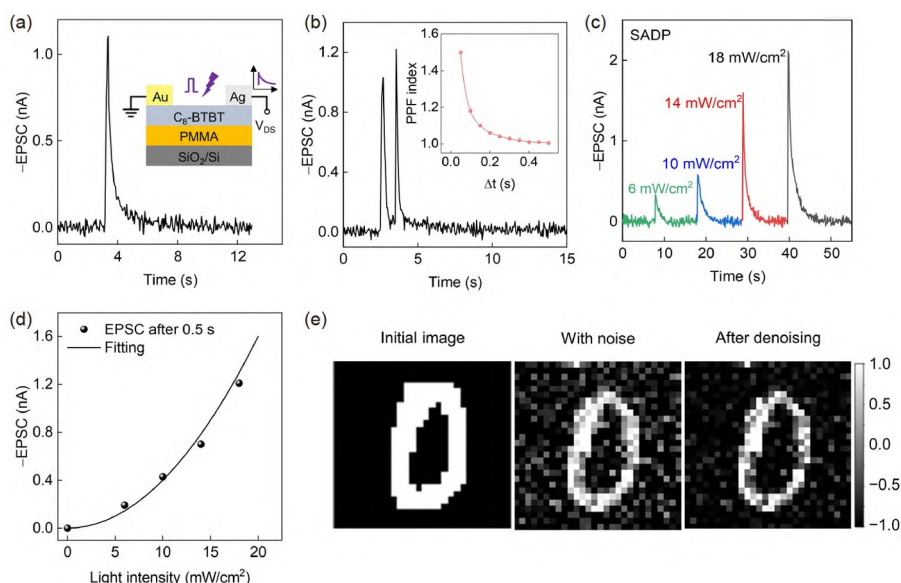 (a)
−EPSC (nA)
1.0
0.5
0.0
0 4 8 12
Time (s)
Au
Ag
C₈-BTBT
PMMA
SiO₂/Si
V_DS
(b)
−EPSC (nA)
1.2
0.8
0.4
0.0
0 5 10 15
Time (s)
PPF index
1.6
1.4
1.2
1.0
0.0 0.2 0.4
Δt (s)
(c)
SADP
−EPSC (nA)
2
1
0
0 10 20 30 40 50
Time (s)
6 mW/cm²
10 mW/cm²
14 mW/cm²
18 mW/cm²
(d)
EPSC after 0.5 s
Fitting
−EPSC (nA)
1.6
1.2
0.8
0.4
0.0
0 5 10 15 20
Light intensity (mW/cm²)
(e)
Initial image
With noise
After denoising
1.0
0.5
0.0
−0.5
−1.0